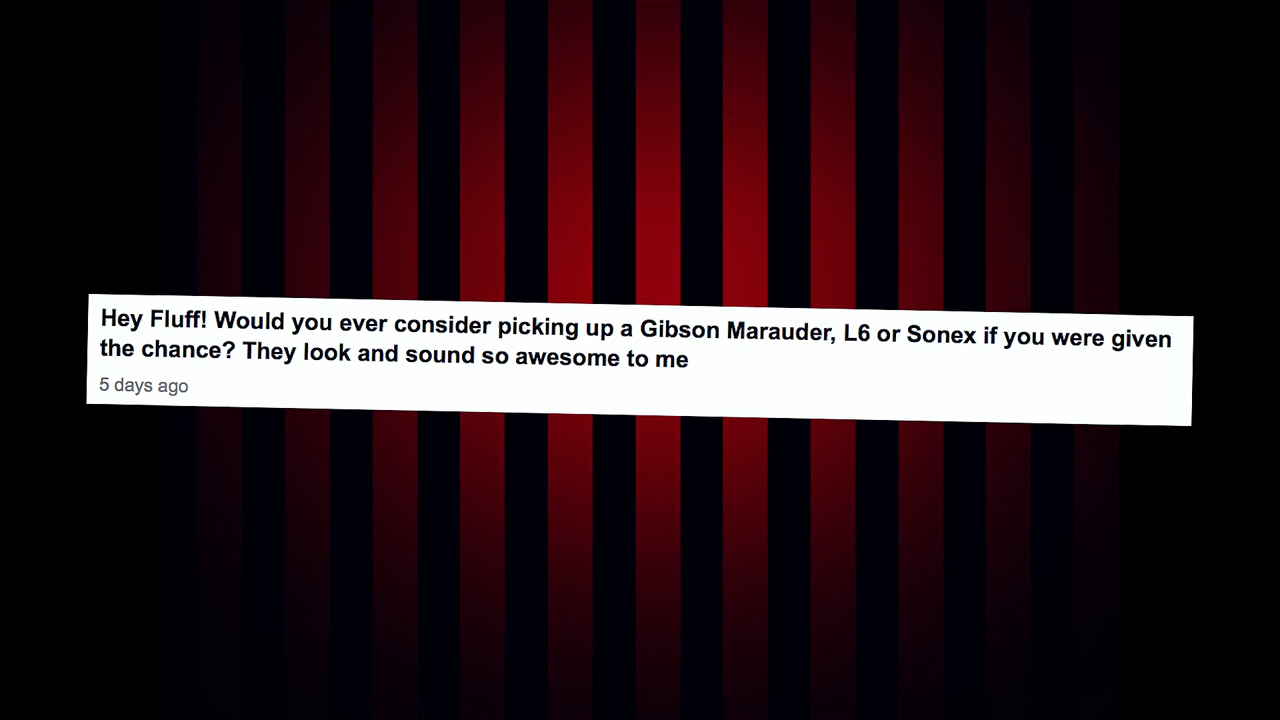 Hey Fluff! Would you ever consider picking up a Gibson Marauder, L6 or Sonex if you were given
the chance? They look and sound so awesome to me
5 days ago